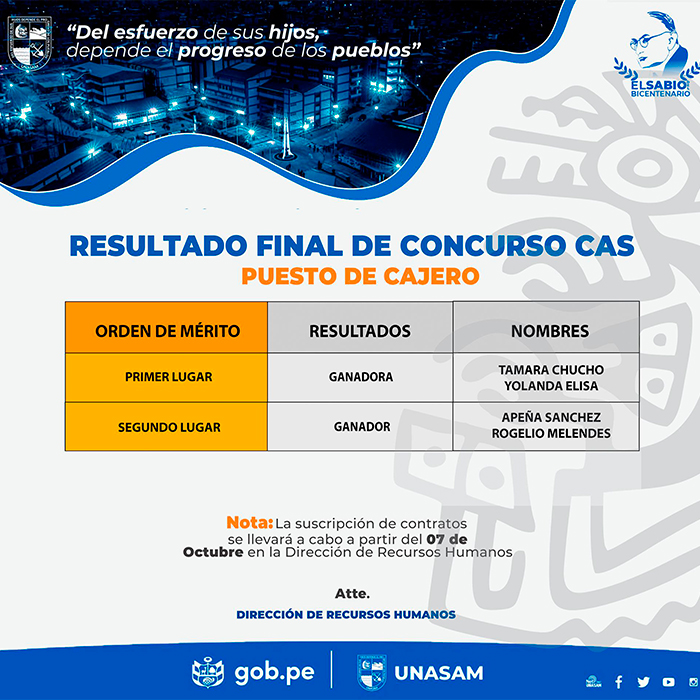 “Del esfuerzo de sus hijos,
depende el progreso de los pueblos”
UNASAM
ELSABIO
BICENTENARIO
RESULTADO FINAL DE CONCURSO CAS
PUESTO DE CAJERO
ORDEN DE MÉRITO RESULTADOS NOMBRES
PRIMER LUGAR GANADORA TAMARA CHUCHO
YOLANDA ELISA
SEGUNDO LUGAR GANADOR APEÑA SANCHEZ
ROGELIO MELENDES
Nota: La suscripción de contratos
se llevará a cabo a partir del 07 de
Octubre en la Dirección de Recursos Humanos
Atte.
DIRECCIÓN DE RECURSOS HUMANOS
gob.pe UNASAM
UNASAM